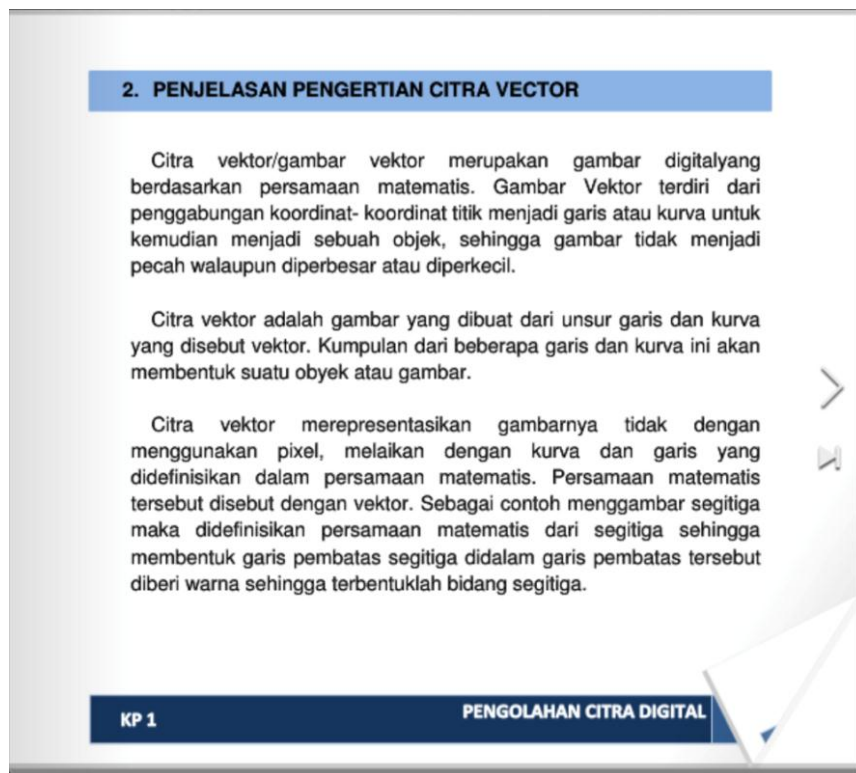 2. PENJELASAN PENGERTIAN CITRA VECTOR
Citra vektor/gambar vektor merupakan gambar digitalyang
berdasarkan persamaan matematis. Gambar Vektor terdiri dari
penggabungan koordinat- koordinat titik menjadi garis atau kurva untuk
kemudian menjadi sebuah objek, sehingga gambar tidak menjadi
pecah walaupun diperbesar atau diperkecil.
Citra vektor adalah gambar yang dibuat dari unsur garis dan kurva
yang disebut vektor. Kumpulan dari beberapa garis dan kurva ini akan
membentuk suatu obyek atau gambar.
Citra vektor merepresentasikan gambarnya tidak dengan
menggunakan pixel, melaikan dengan kurva dan garis yang
didefinisikan dalam persamaan matematis. Persamaan matematis
tersebut disebut dengan vektor. Sebagai contoh menggambar segitiga
maka didefinisikan persamaan matematis dari segitiga sehingga
membentuk garis pembatas segitiga didalam garis pembatas tersebut
diberi warna sehingga terbentuklah bidang segitiga.
KP 1 PENGOLAHAN CITRA DIGITAL